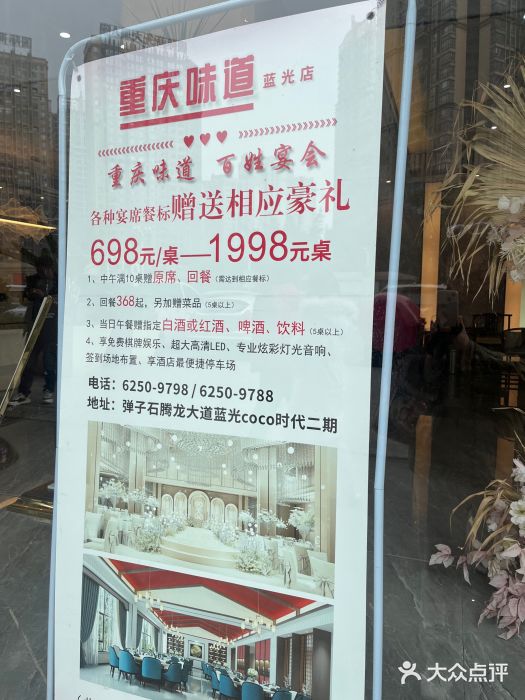 重庆味道 蓝光店
重庆味道 百姓宴会
各种宴席餐标赠送相应豪礼
698元/桌——1998元桌
1、中午满10桌赠原席、回餐(需达到相应餐标)
2、回餐368起，另加赠菜品(5桌以上)
3、当日午餐赠指定白酒或红酒、啤酒、饮料(5桌以上)
4、享免费棋牌娱乐、超大高清LED、专业炫彩灯光音响、
签到场地布置、享酒店最便捷停车场
电话：6250-9798 / 6250-9788
地址：弹子石腾龙大道蓝光coco时代二期
大众点评